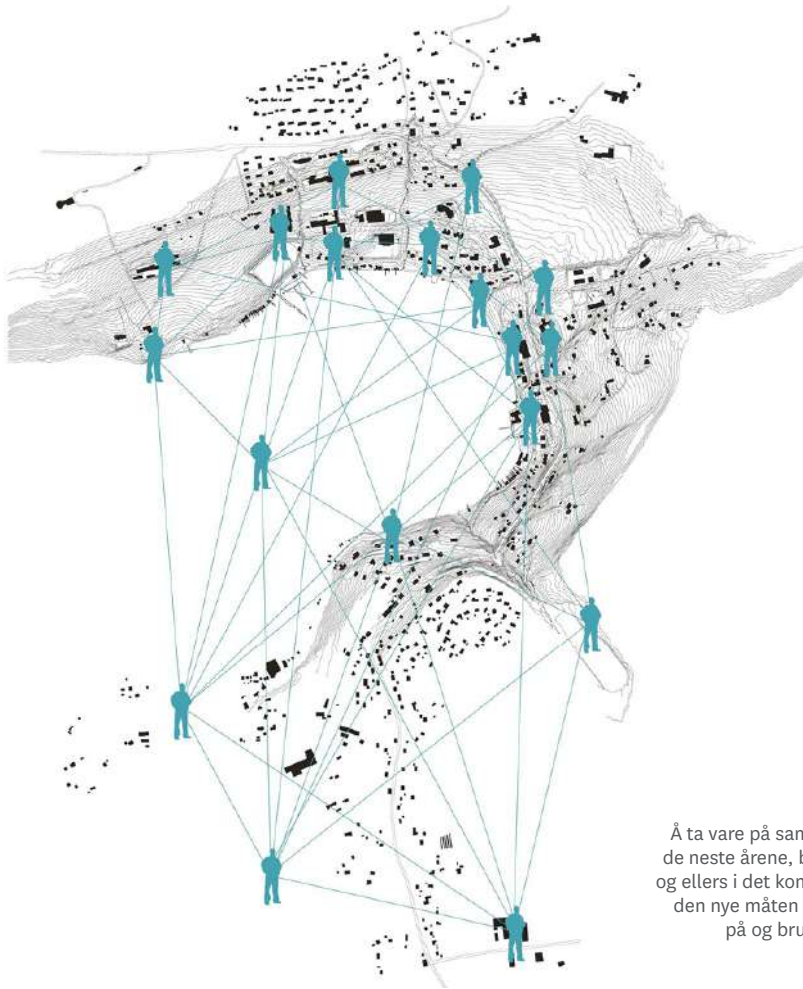 Å ta vare på
de neste årene,
og ellers i det
den nye måten
på og